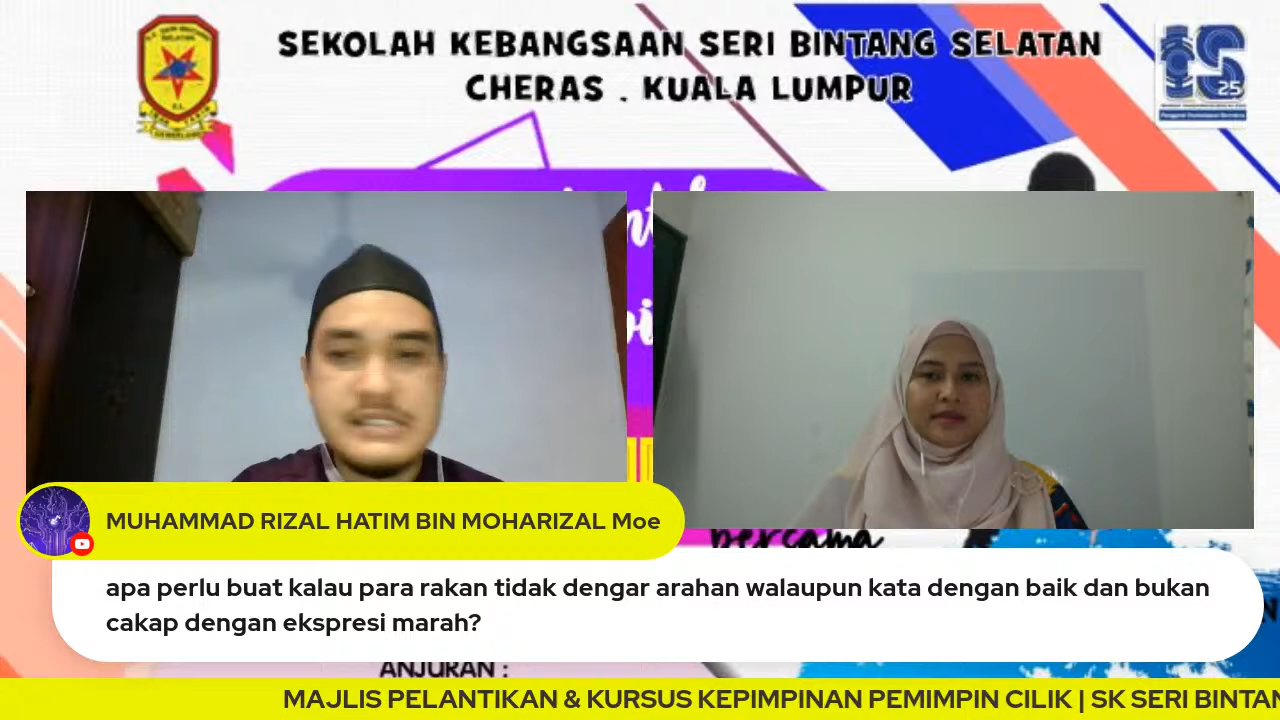 SEKOLAH KEBANGSAAN SERI BINTANG SELATAN
CHERAS . KUALA LUMPUR
25
MUHAMMAD RIZAL HATIM BIN MOHARIZAL Moe
bersama
apa perlu buat kalau para rakan tidak dengar arahan walaupun kata dengan baik dan bukan
cakap dengan ekspresi marah?
ANJURAN :
MAJLIS PELANTIKAN & KURSUS KEPIMPINAN PEMIMPIN CILIK | SK SERI BINTAN